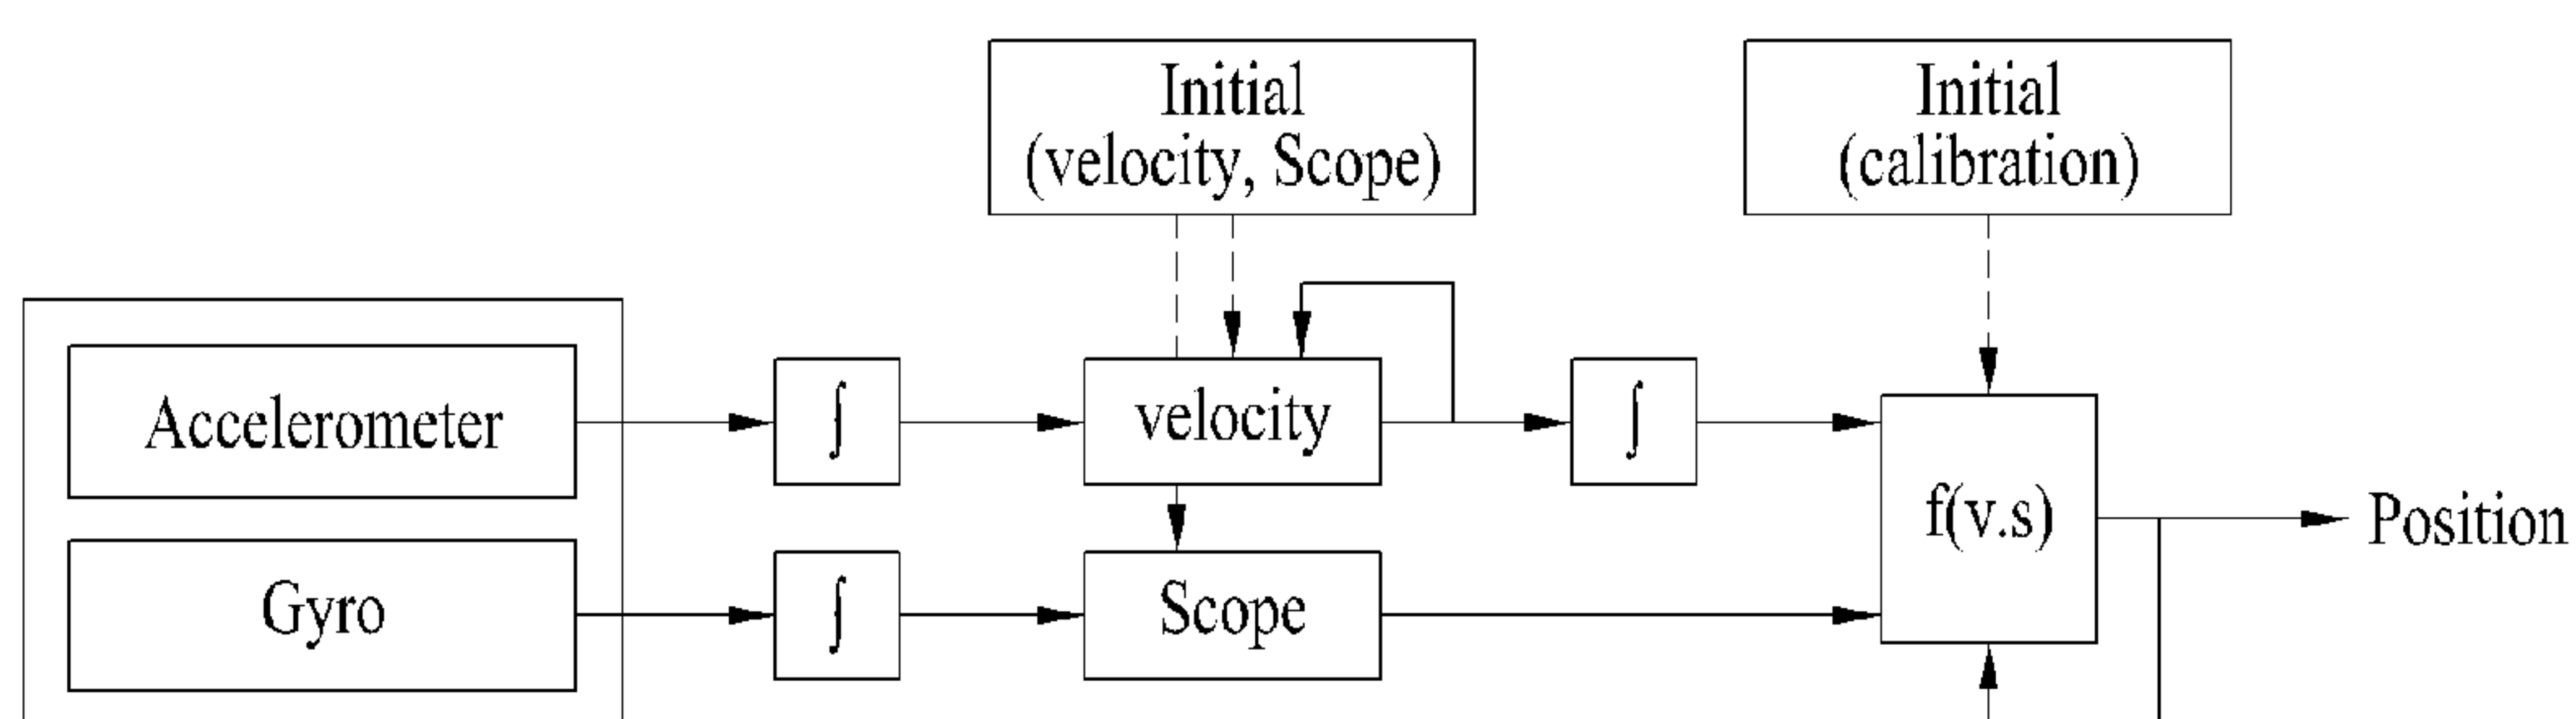 Initial
(velocity, Scope)
Initial
(calibration)
Accelerometer
∫
velocity
∫
f(v.s)
Position
Gyro
∫
Scope